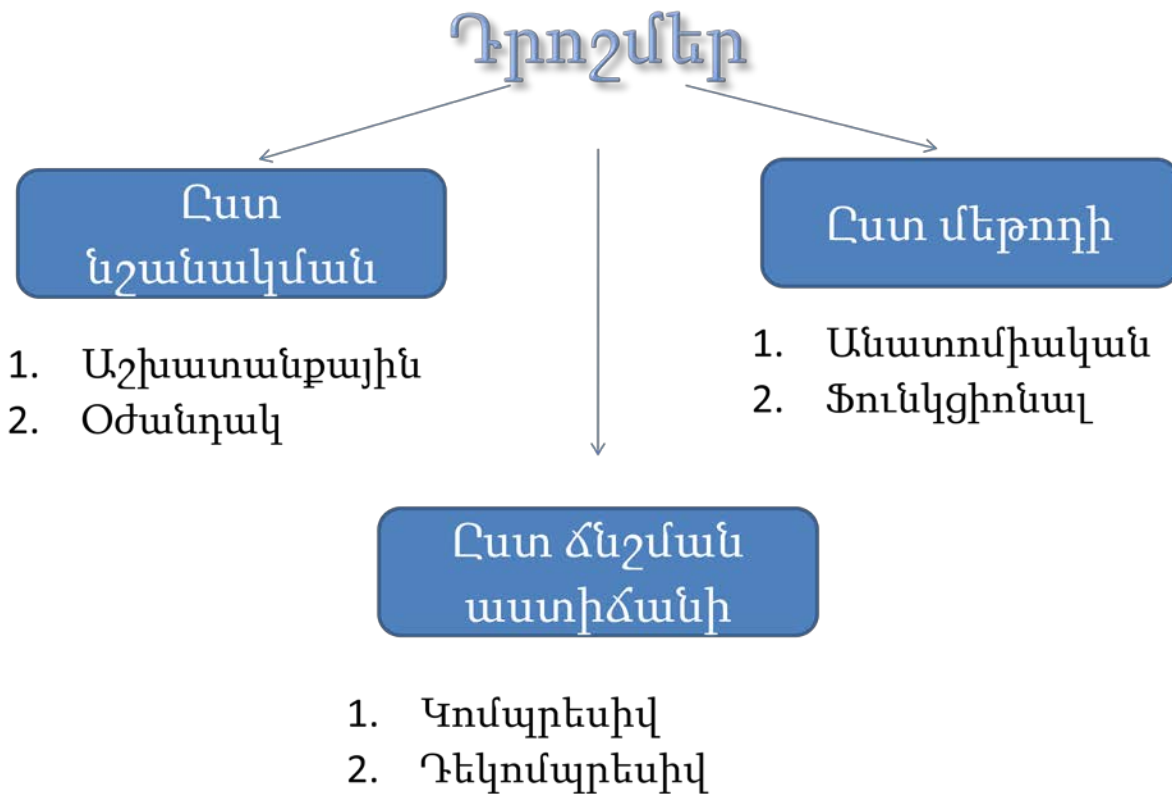 Դրոշմեր
Ըստ
նշանակման
1. Աշխատանքային
2. Օժանդակ
Ըստ մեթոդի
1. Անատոմիական
2. Ֆունկցիոնալ
Ըստ ճնշման
աստիճանի
1. Կոմպրեսիվ
2. Դեկոմպրեսիվ